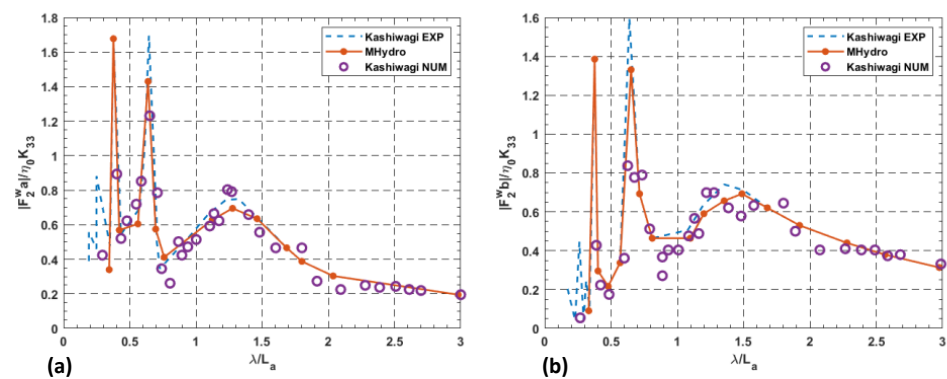 1.8
1.6
1.4
1.2
1
0.8
0.6
0.4
0.2
0
|F₂ʷa|/η₀K₃₃
0
0.5
1
1.5
2
2.5
3
λ/Lₐ
Kashiwagi EXP
MHydro
Kashiwagi NUM
(a)
1.6
1.4
1.2
1
0.8
0.6
0.4
0.2
0
|F₂ʷb|/η₀K₃₃
0
0.5
1
1.5
2
2.5
3
λ/Lₐ
Kashiwagi EXP
MHydro
Kashiwagi NUM
(b)